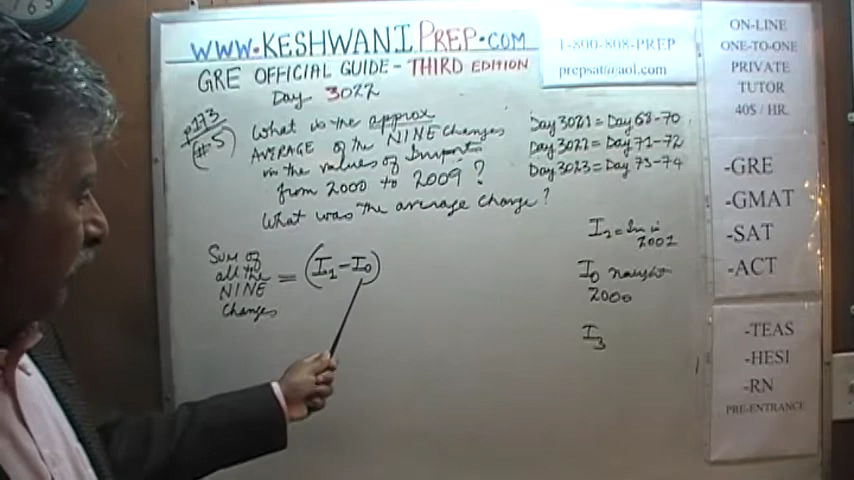 WWW.KESHWANIPREP.COM
GRE OFFICIAL GUIDE - THIRD EDITION
Day 3022
1-800-808-PREP
prepsat@aol.com
p173
(#5)
What is the approx
AVERAGE of the NINE Changes
in the values of Imports
from 2000 to 2009?
What was the average change?
Day 3021 = Day 68-70
Day 3022 = Day 71-72
Day 3023 = Day 73-74
Sum of
all the
NINE
changes
= (I1 - I0)
2001
I0 naught
2000
I3
ON-LINE
ONE-TO-ONE
PRIVATE
TUTOR
40$ / HR.
-GRE
-GMAT
-SAT
-ACT
-TEAS
-HESI
-RN
PRE-ENTRANCE